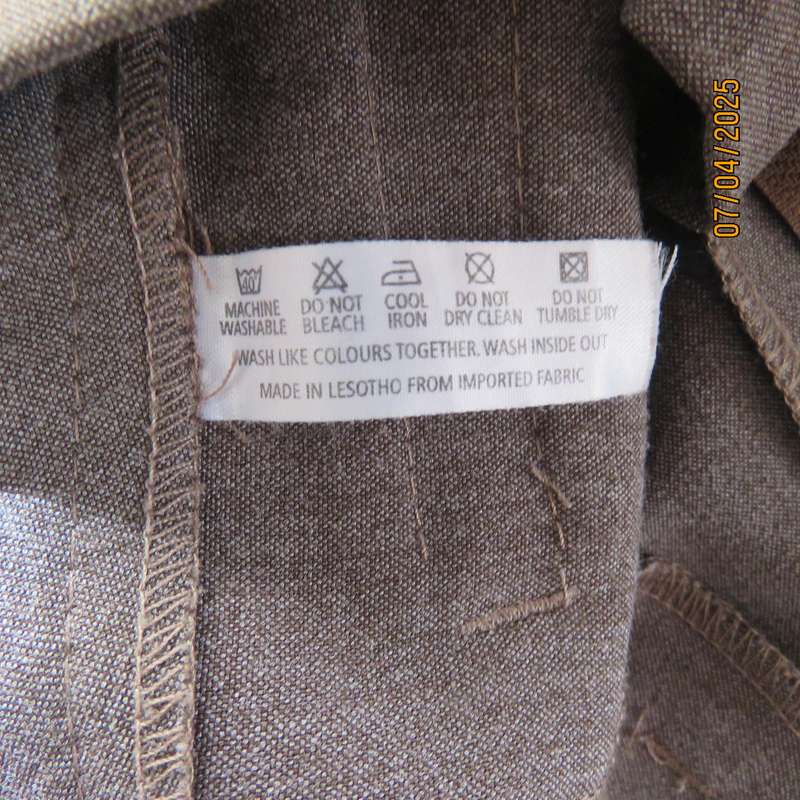 40
MACHINE WASHABLE
DO NOT BLEACH
COOL IRON
DO NOT DRY CLEAN
DO NOT TUMBLE DRY
WASH LIKE COLOURS TOGETHER. WASH INSIDE OUT
MADE IN LESOTHO FROM IMPORTED FABRIC
07/04/2025